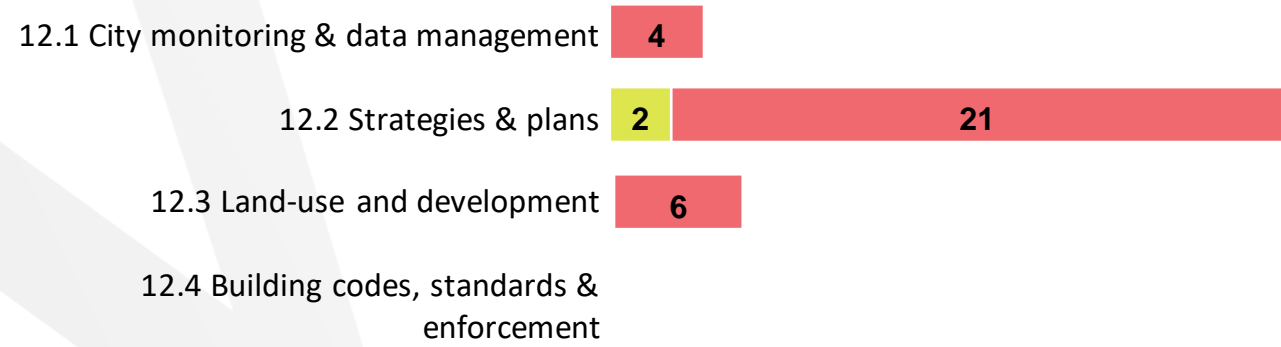 12.1 City monitoring & data management 4
12.2 Strategies & plans 2 21
12.3 Land-use and development 6
12.4 Building codes, standards &
enforcement